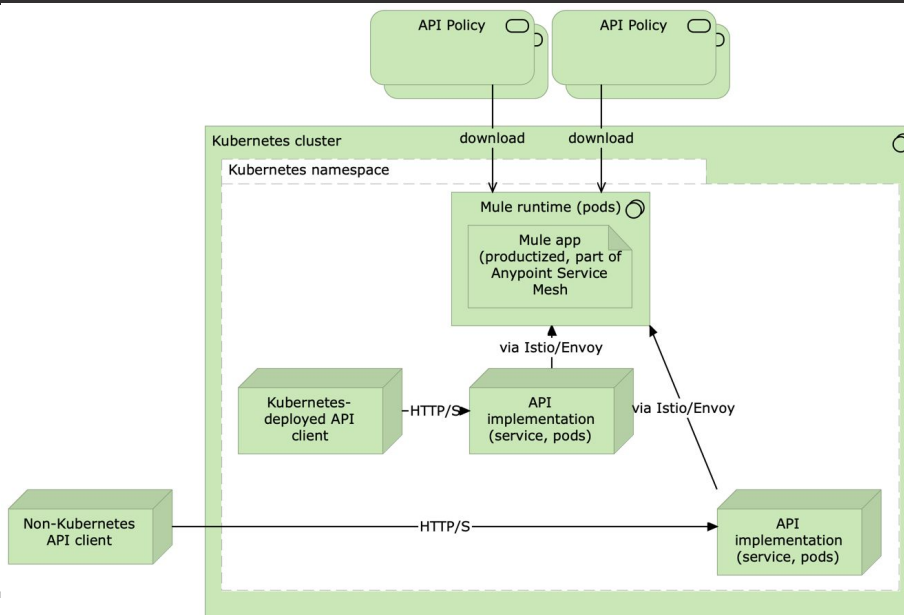 API Policy
API Policy
download
download
Kubernetes cluster
Kubernetes namespace
Mule runtime (pods)
Mule app
(productized, part of
Anypoint Service
Mesh
via Istio/Envoy
Kubernetes-
deployed API
client
HTTP/S
API
implementation
(service, pods)
via Istio/Envoy
Non-Kubernetes
API client
HTTP/S
API
implementation
(service, pods)